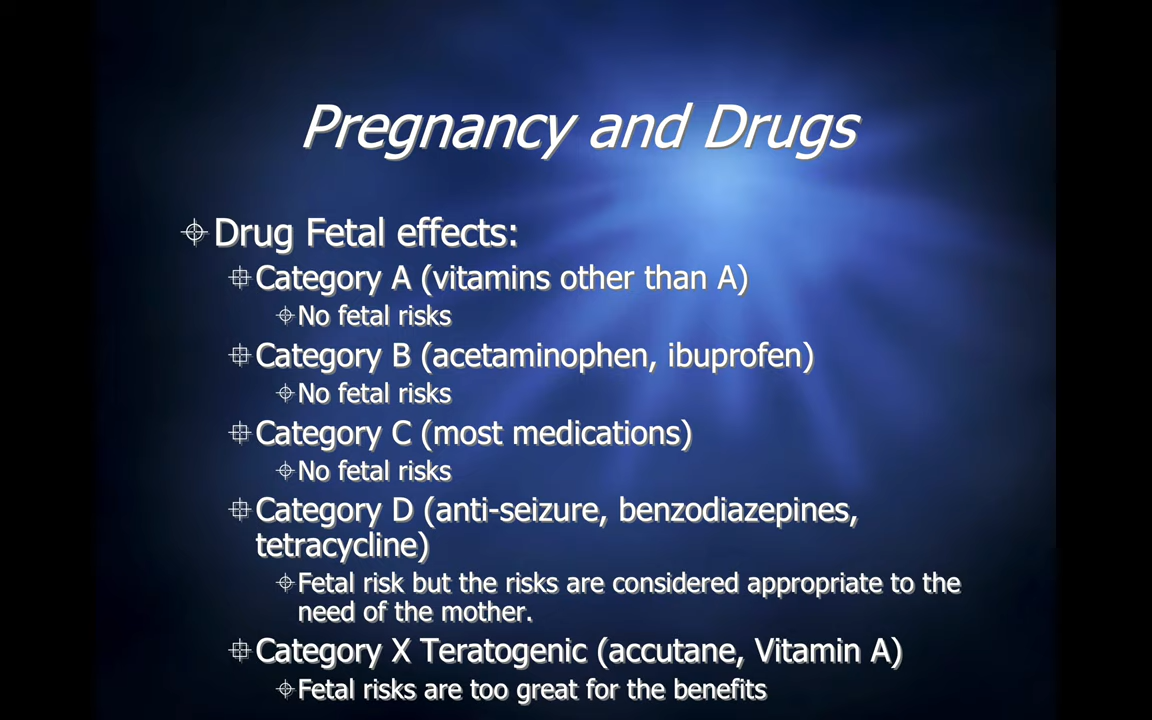 Pregnancy and Drugs
Drug Fetal effects:
Category A (vitamins other than A)
No fetal risks
Category B (acetaminophen, ibuprofen)
No fetal risks
Category C (most medications)
No fetal risks
Category D (anti-seizure, benzodiazepines,
tetracycline)
Fetal risk but the risks are considered appropriate to the
need of the mother.
Category X Teratogenic (accutane, Vitamin A)
Fetal risks are too great for the benefits